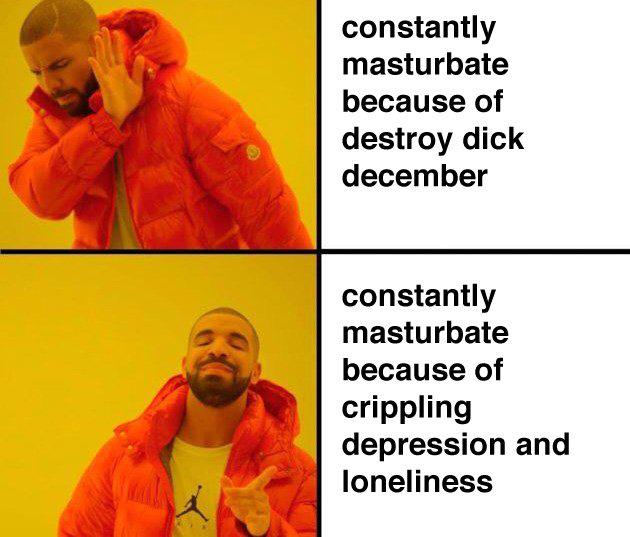 constantly
masturbate
because of
destroy dick
december
constantly
masturbate
because of
crippling
depression and
loneliness